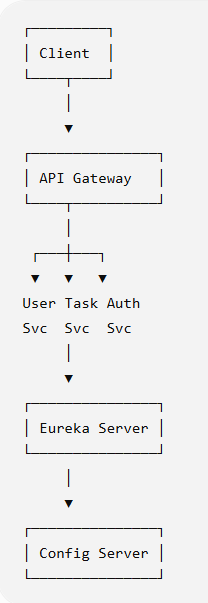 Client
API Gateway
User Task Auth
Svc Svc Svc
Eureka Server
Config Server